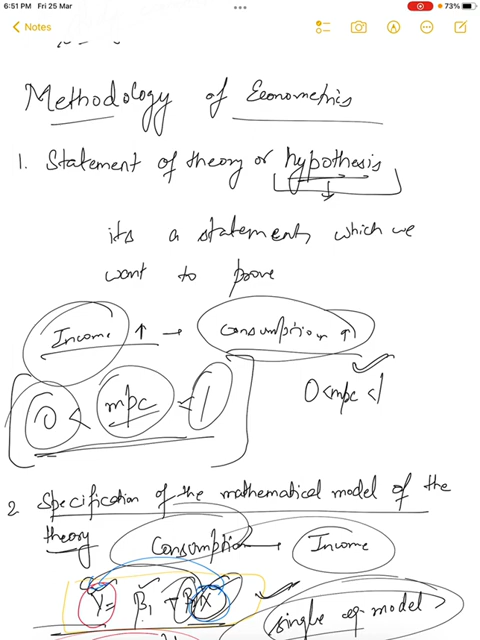 6:51 PM Fri 25 Mar
73%
Notes
Methodology of Econometrics
1. Statement of theory or hypothesis
its a statement, which we
want to prove
Income ↑ → Consumption ↑
0 < mpc < 1
0<mpc<1
2 Specification of the mathematical model of the
theory
Consumption → Income
Y = β1 + β2 X
single eq model